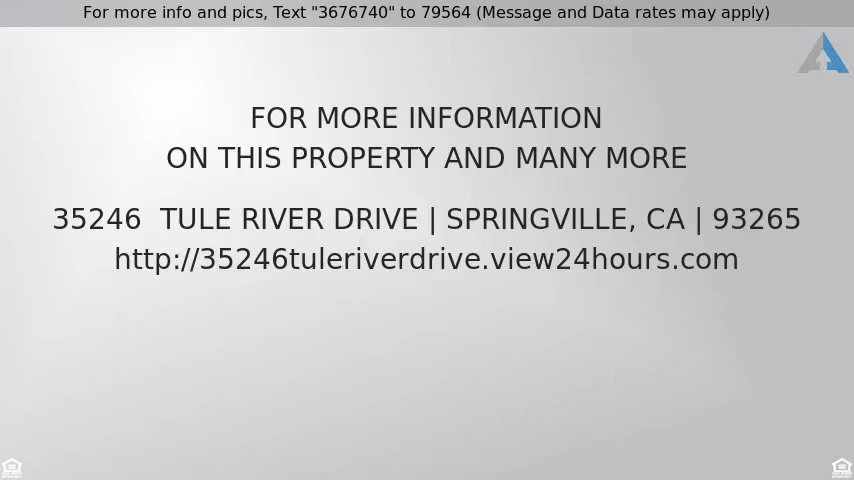 For more info and pics, Text "3676740" to 79564 (Message and Data rates may apply)
FOR MORE INFORMATION
ON THIS PROPERTY AND MANY MORE
35246  TULE RIVER DRIVE | SPRINGVILLE, CA | 93265
http://35246tuleriverdrive.view24hours.com